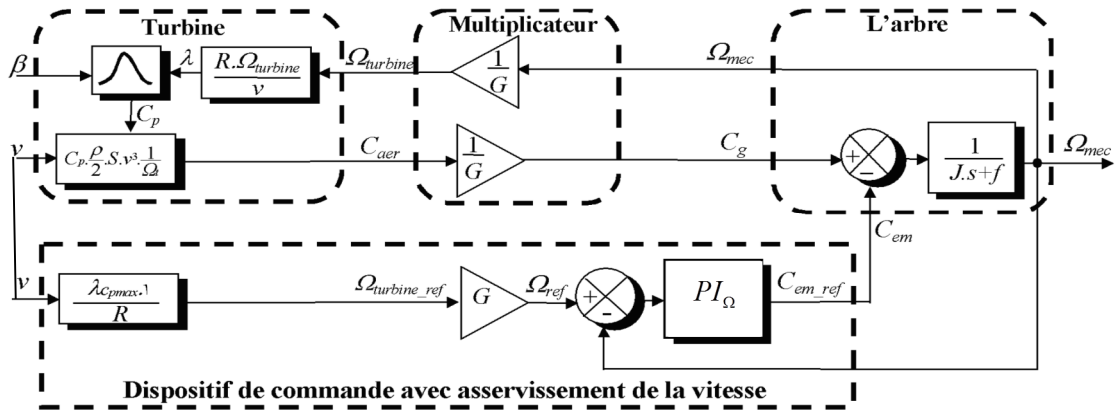 Turbine
Multiplicateur
L'arbre
β
λ
R.Ω_turbine
v
Ω_turbine
1
G
Ω_mec
C_p
v
C_p.ρ/2.S.v³.1/Ω_t
C_aer
1
G
C_g
+
-
1
J.s+f
Ω_mec
C_em
v
λ_cpmax.v
R
Ω_turbine_ref
G
Ω_ref
+
-
PI_Ω
C_em_ref
Dispositif de commande avec asservissement de la vitesse